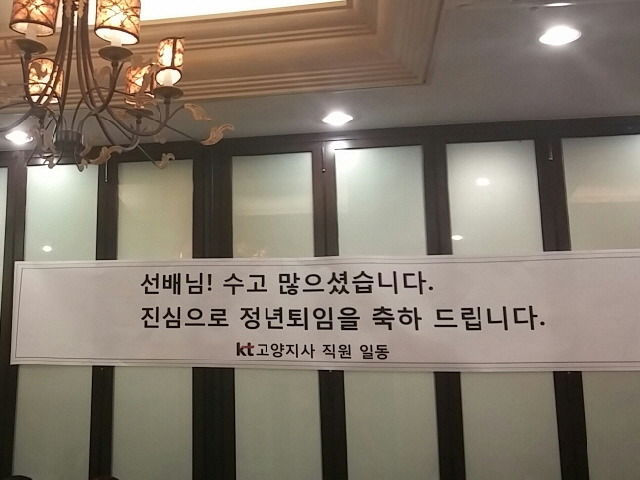 선배님! 수고 많으셨습니다.
진심으로 정년퇴임을 축하 드립니다.
kt고양지사 직원 일동